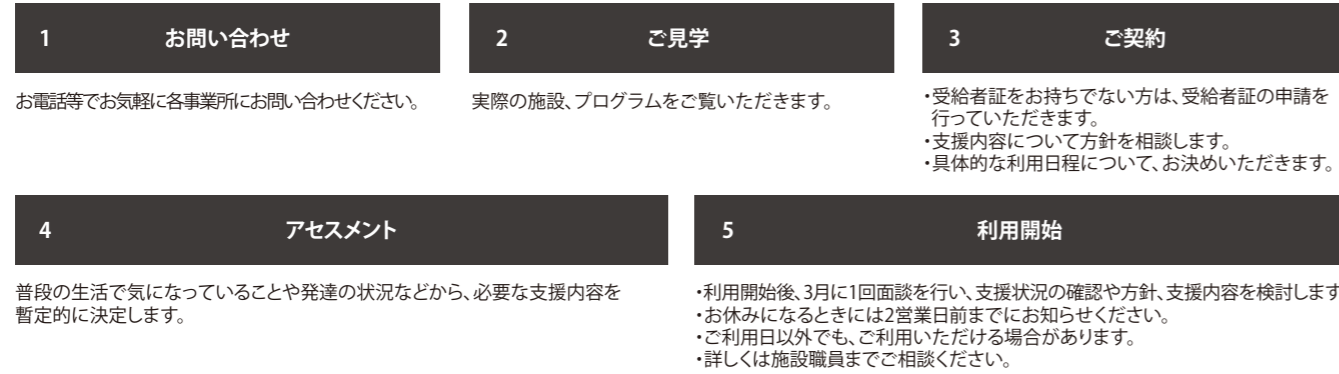 1 お問い合わせ
お電話等でお気軽に各事業所にお問い合わせください。
2 ご見学
実際の施設、プログラムをご覧いただきます。
3 ご契約
・受給者証をお持ちでない方は、受給者証の申請を
行っていただきます。
・支援内容について方針を相談します。
・具体的な利用日程について、お決めいただきます。
4 アセスメント
普段の生活で気になっていることや発達の状況などから、必要な支援内容を
暫定的に決定します。
5 利用開始
・利用開始後、3月に1回面談を行い、支援状況の確認や方針、支援内容を検討します
・お休みになるときには2営業日前までにお知らせください。
・ご利用日以外でも、ご利用いただける場合があります。
・詳しくは施設職員までご相談ください。